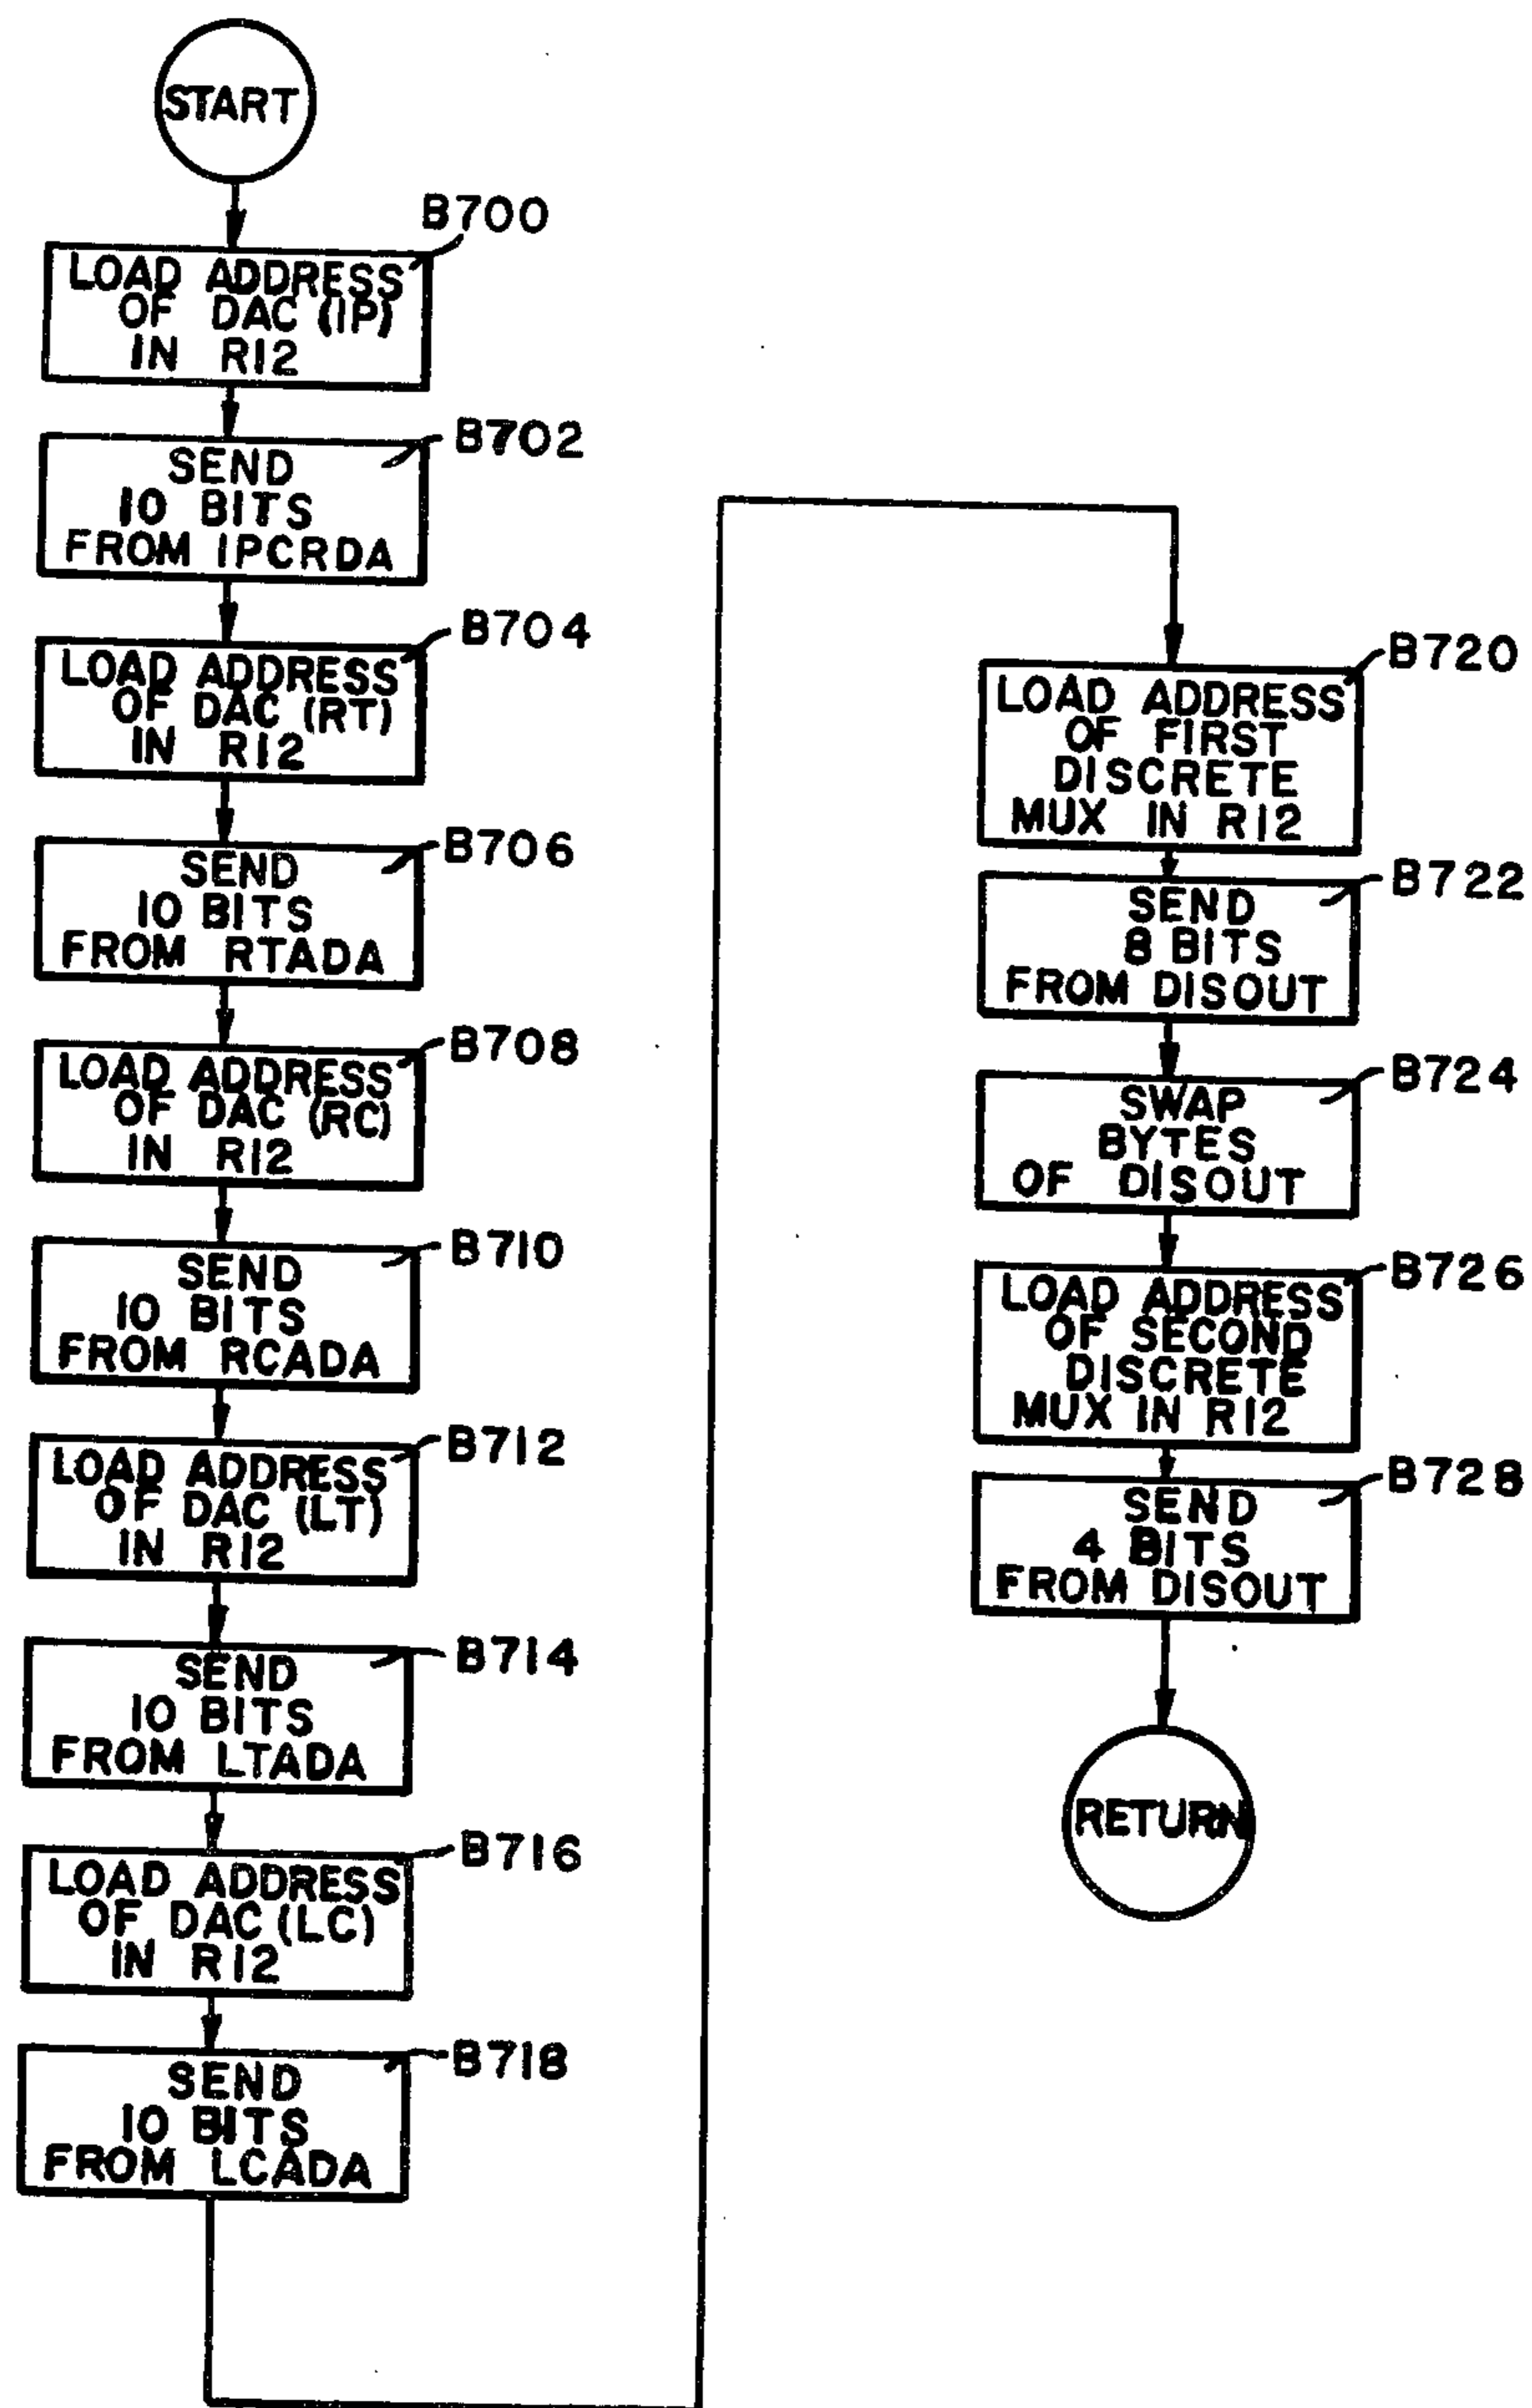 START
B700
LOAD ADDRESS
OF DAC (IP)
IN R12
B702
SEND
10 BITS
FROM IPCRDA
B704
LOAD ADDRESS
OF DAC (RT)
IN R12
B706
SEND
10 BITS
FROM RTADA
B708
LOAD ADDRESS
OF DAC (RC)
IN R12
B710
SEND
10 BITS
FROM RCADA
B712
LOAD ADDRESS
OF DAC (LT)
IN R12
B714
SEND
10 BITS
FROM LTADA
B716
LOAD ADDRESS
OF DAC (LC)
IN R12
B718
SEND
10 BITS
FROM LCADA
B720
LOAD ADDRESS
OF FIRST
DISCRETE
MUX IN R12
B722
SEND
8 BITS
FROM DISOUT
B724
SWAP
BYTES
OF DISOUT
B726
LOAD ADDRESS
OF SECOND
DISCRETE
MUX IN R12
B728
SEND
4 BITS
FROM DISOUT
RETURN